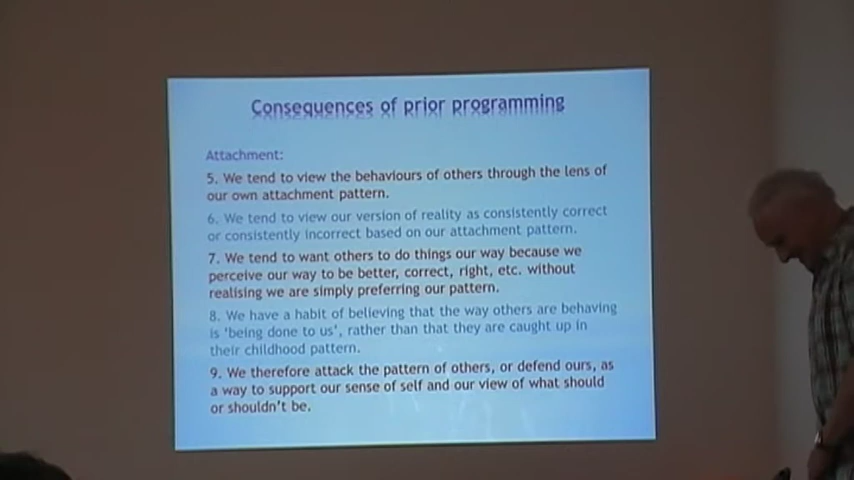 Consequences of prior programming
Attachment:
5. We tend to view the behaviours of others through the lens of
our own attachment pattern.
6. We tend to view our version of reality as consistently correct
or consistently incorrect based on our attachment pattern.
7. We tend to want others to do things our way because we
perceive our way to be better, correct, right, etc. without
realising we are simply preferring our pattern.
8. We have a habit of believing that the way others are behaving
is 'being done to us', rather than that they are caught up in
their childhood pattern.
9. We therefore attack the pattern of others, or defend ours, as
a way to support our sense of self and our view of what should
or shouldn't be.